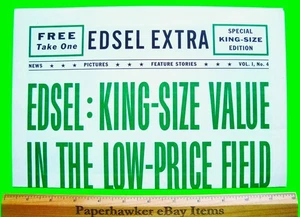 FREE
Take One
EDSEL EXTRA
SPECIAL
KING-SIZE
EDITION
NEWS ★ ★ ★ PICTURES ★ ★ ★ FEATURE STORIES ★ ★ ★ VOL. 1, No. 4
EDSEL: KING-SIZE VALUE
IN THE LOW-PRICE FIELD
Paperhawker eBay Items